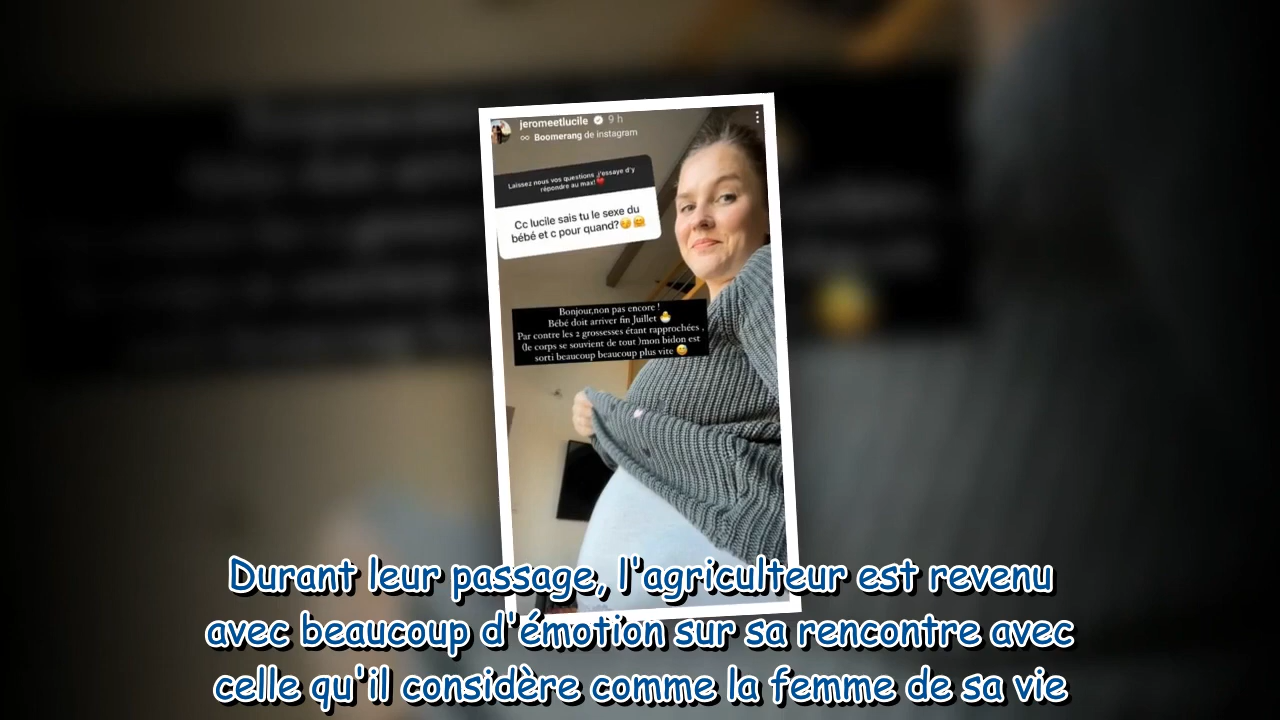 jeromeetlucile 9 h
Boomerang de instagram
Laissez nous vos questions ,j'essaye d'y
répondre au max!❤️
Cc lucile sais tu le sexe du
bébé et c pour quand?😏🤗
Bonjour,non pas encore !
Bébé doit arriver fin Juillet 🐣
Par contre les 2 grossesses étant rapprochées ,
(le corps se souvient de tout )mon bidon est
sorti beaucoup beaucoup plus vite 😅
Durant leur passage, l'agriculteur est revenu
avec beaucoup d'émotion sur sa rencontre avec
celle qu'il considère comme la femme de sa vie